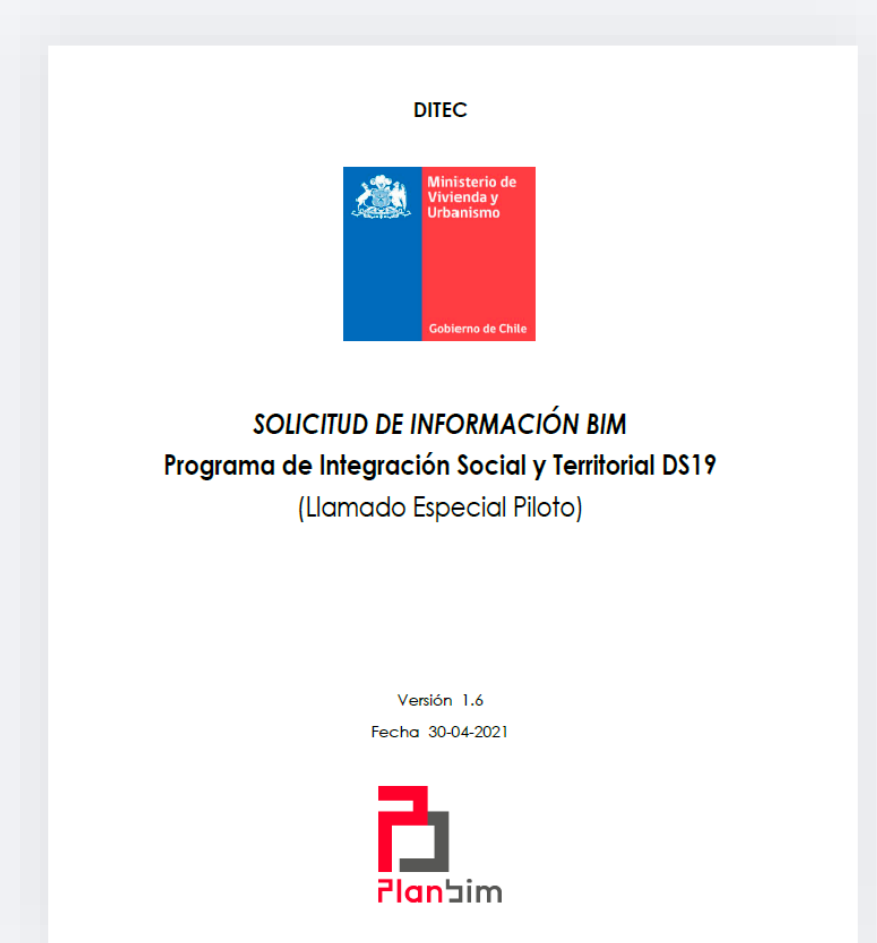 DITEC
Ministerio de
Vivienda y
Urbanismo
Gobierno de Chile
SOLICITUD DE INFORMACIÓN BIM
Programa de Integración Social y Territorial DS19
(Llamado Especial Piloto)
Versión 1.6
Fecha 30-04-2021
Planbim